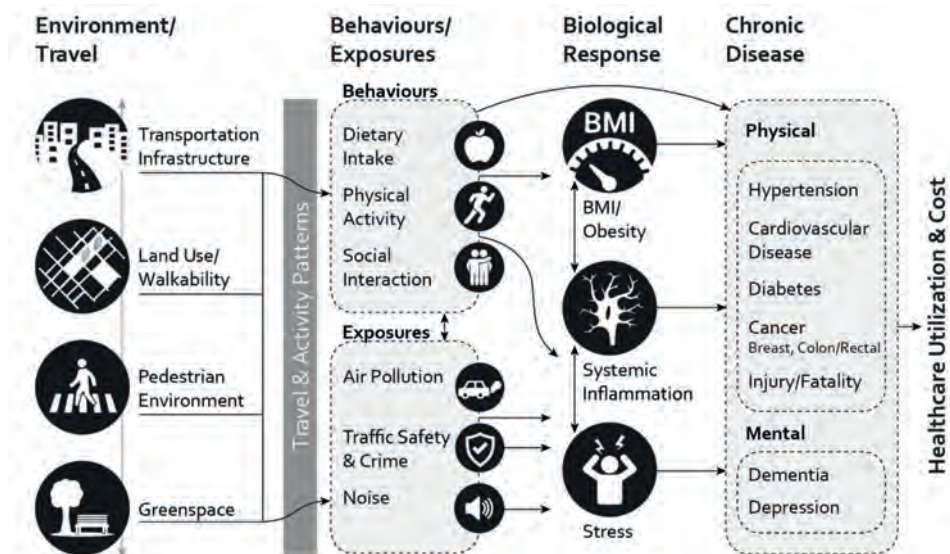 Environment/
Travel
Behaviours/
Exposures
Biological
Response
Chronic
Disease
Transportation
Infrastructure
Land Use/
Walkability
Pedestrian
Environment
Greenspace
Travel & Activity Patterns
Behaviours
Dietary
Intake
Physical
Activity
Social
Interaction
Exposures
Air Pollution
Traffic Safety
& Crime
Noise
BMI
BMI/
Obesity
Systemic
Inflammation
Stress
Physical
Hypertension
Cardiovascular
Disease
Diabetes
Cancer
Breast, Colon/Rectal
Injury/Fatality
Mental
Dementia
Depression
Healthcare Utilization & Cost